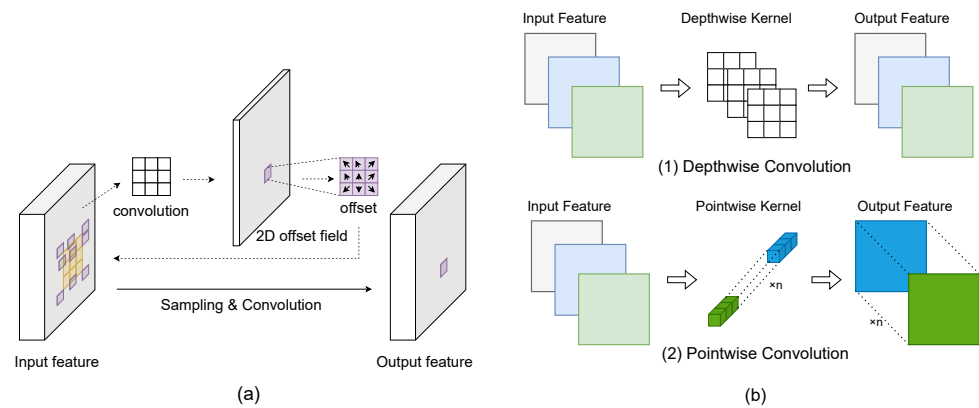 convolution
offset
2D offset field
Sampling & Convolution
Input feature
Output feature
(a)
Input Feature
Depthwise Kernel
Output Feature
(1) Depthwise Convolution
Input Feature
Pointwise Kernel
Output Feature
×n
×n
(2) Pointwise Convolution
(b)